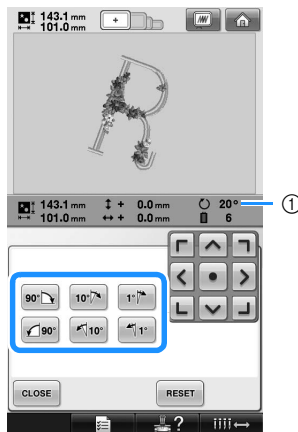 143.1 mm
101.0 mm
R
143.1 mm + 0.0 mm 20°
101.0 mm + 0.0 mm 6
1
90° 10° 1°
90° 10° 1°
CLOSE RESET
?